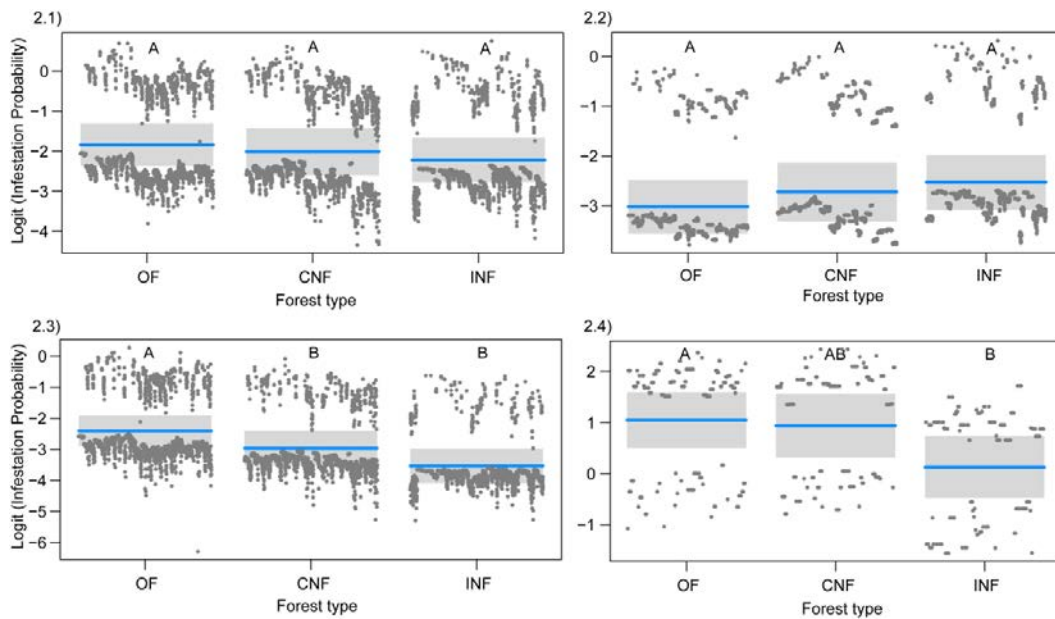 2.1)
A A A
Logit (Infestation Probability)
0
−1
−2
−3
−4
OF CNF INF
Forest type
2.2)
A A A
0
−1
−2
−3
OF CNF INF
Forest type
2.3)
A B B
Logit (Infestation Probability)
0
−1
−2
−3
−4
−5
−6
OF CNF INF
Forest type
2.4)
A AB B
2
1
0
−1
OF CNF INF
Forest type